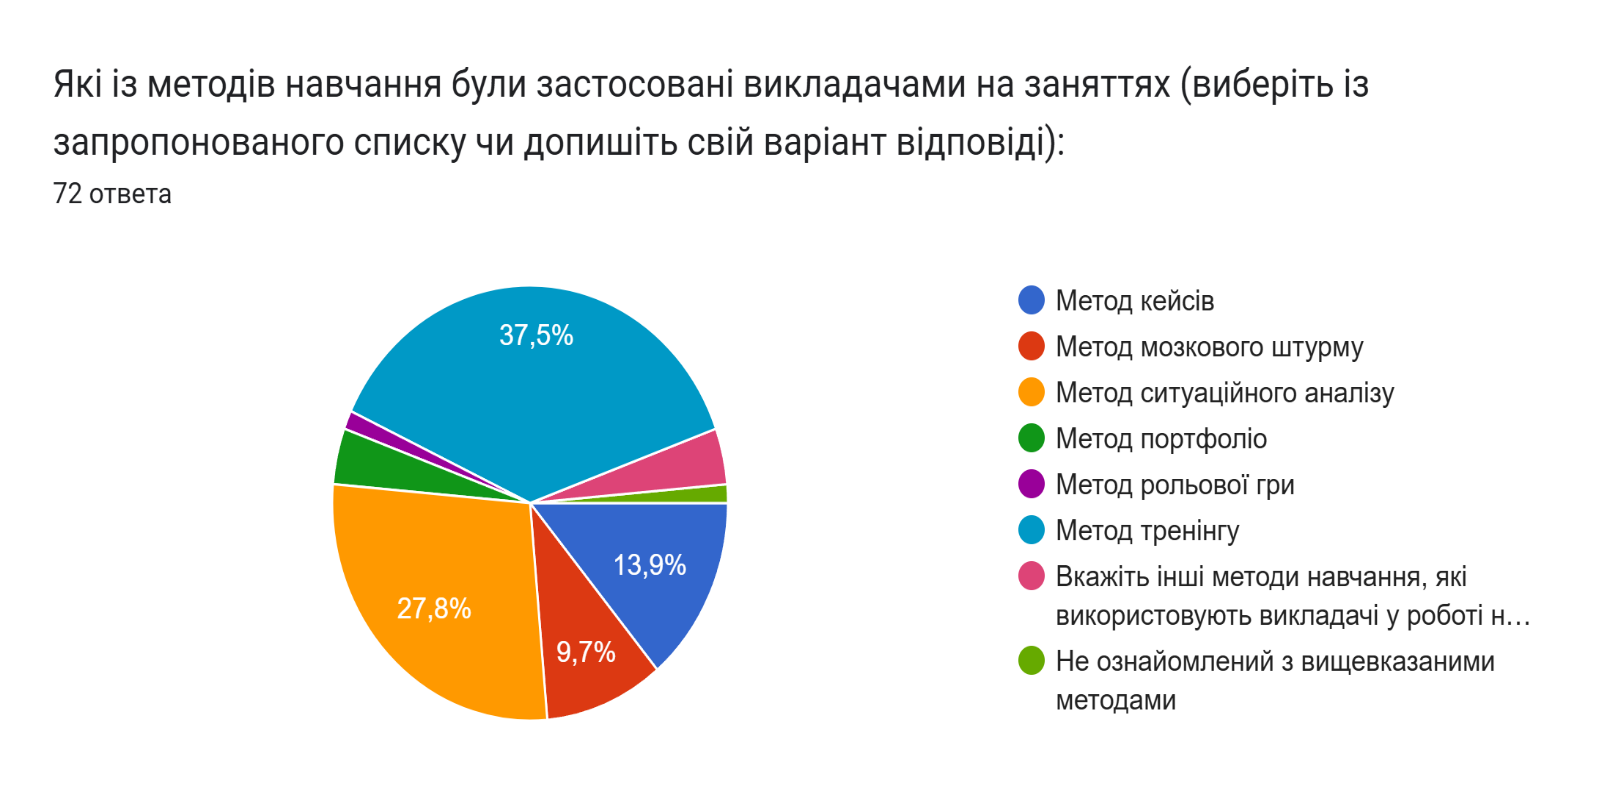 Які із методів навчання були застосовані викладачами на заняттях (виберіть із
запропонованого списку чи допишіть свій варіант відповіді):
72 ответа
37,5%
13,9%
27,8%
9,7%
Метод кейсів
Метод мозкового штурму
Метод ситуаційного аналізу
Метод портфоліо
Метод рольової гри
Метод тренінгу
Вкажіть інші методи навчання, які
використовують викладачі у роботі н…
Не ознайомлений з вищевказаними
методами